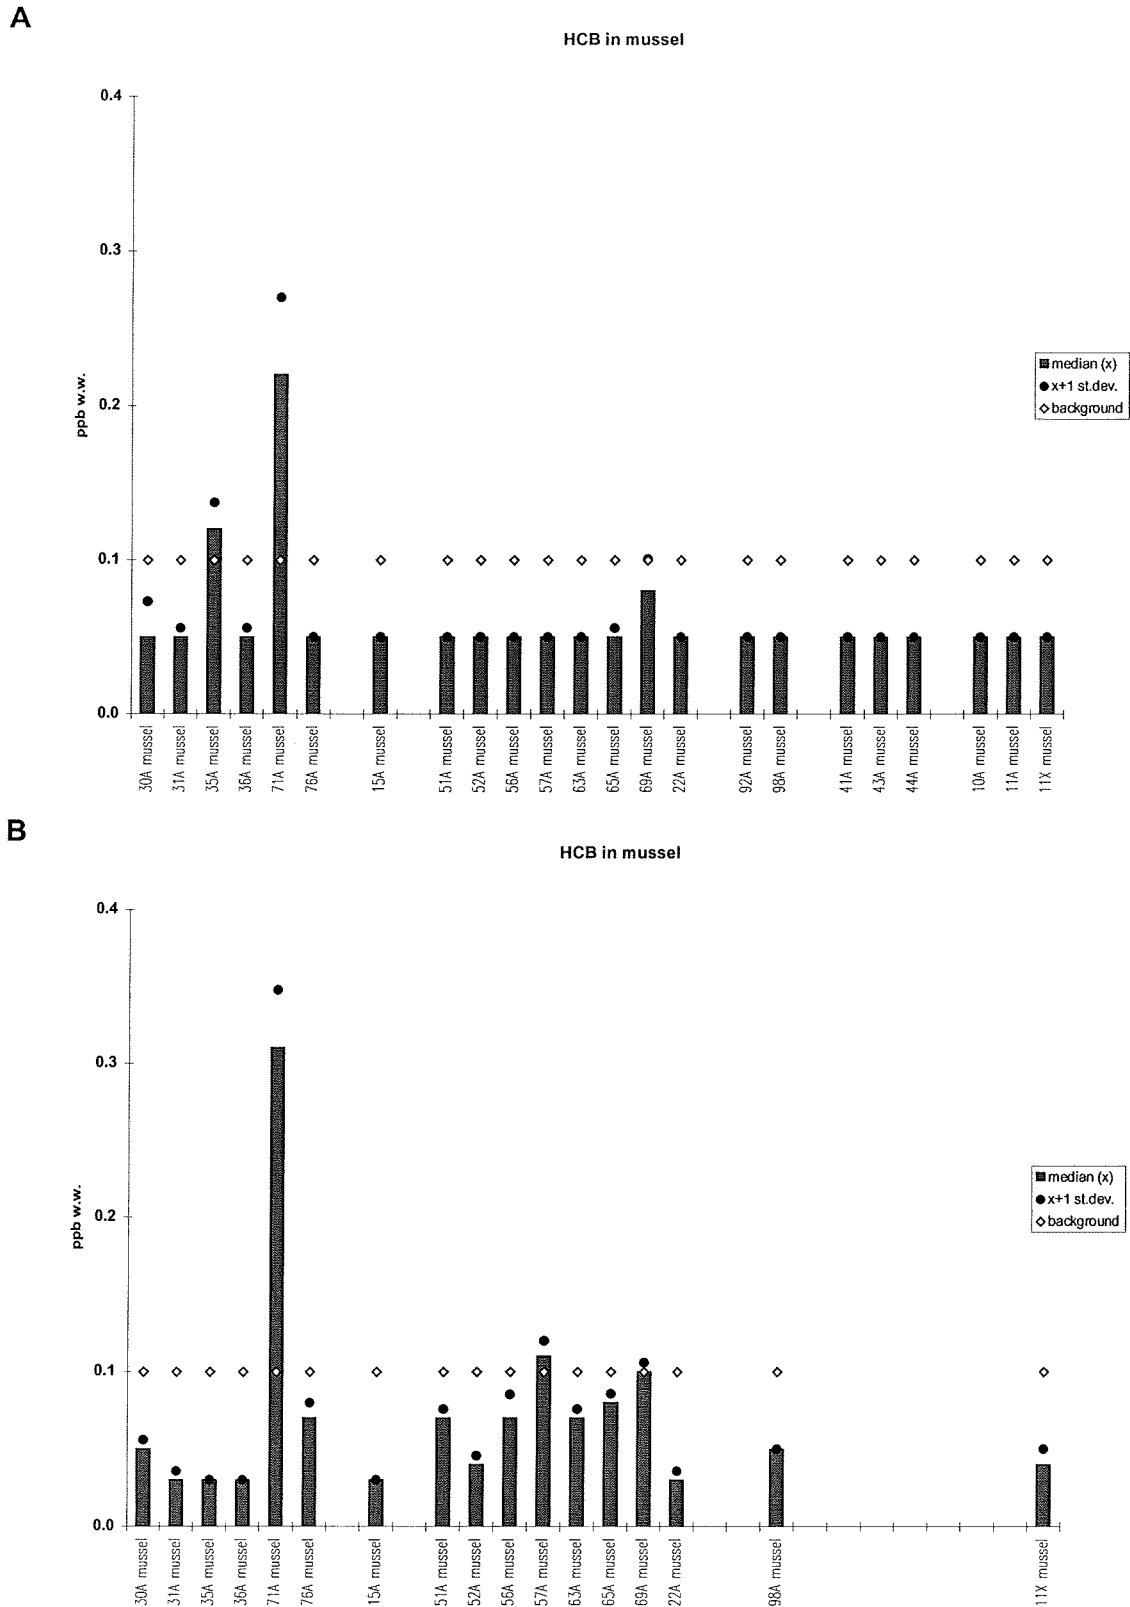 A
HCB in mussel
0.4
0.3
0.2
0.1
0.0
ppb w.w.
median (x)
x+1 st.dev.
background
30A mussel
31A mussel
35A mussel
36A mussel
71A mussel
76A mussel
15A mussel
51A mussel
52A mussel
56A mussel
57A mussel
63A mussel
65A mussel
69A mussel
22A mussel
92A mussel
98A mussel
41A mussel
43A mussel
44A mussel
10A mussel
11A mussel
11X mussel
B
HCB in mussel
0.4
0.3
0.2
0.1
0.0
ppb w.w.
median (x)
x+1 st.dev.
background
30A mussel
31A mussel
35A mussel
36A mussel
71A mussel
76A mussel
15A mussel
51A mussel
52A mussel
56A mussel
57A mussel
63A mussel
65A mussel
69A mussel
22A mussel
98A mussel
11X mussel